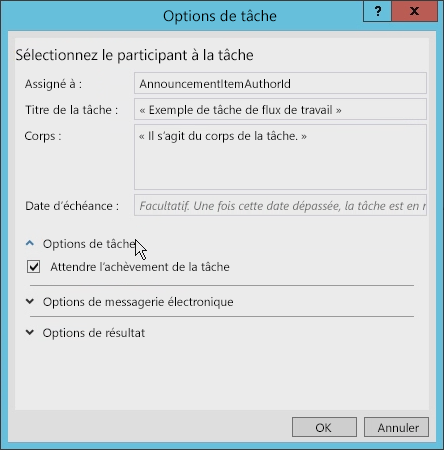 Options de tâche
?
x
Sélectionnez le participant à la tâche
Assigné à :
AnnouncementItemAuthorId
Titre de la tâche :
« Exemple de tâche de flux de travail »
Corps :
« Il s'agit du corps de la tâche. »
Date d'échéance :
Facultatif. Une fois cette date dépassée, la tâche est en r
Options de tâche
Attendre l'achèvement de la tâche
Options de messagerie électronique
Options de résultat
OK
Annuler